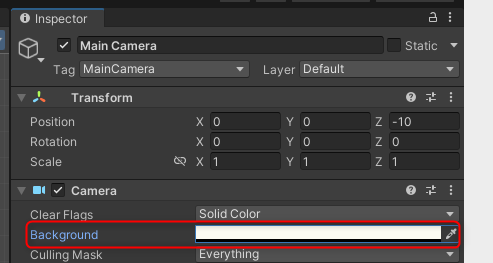 Inspector
Main Camera Static
Tag MainCamera Layer Default
Transform
Position X 0 Y 0 Z -10
Rotation X 0 Y 0 Z 0
Scale X 1 Y 1 Z 1
Camera
Clear Flags Solid Color
Background
Culling Mask Everything